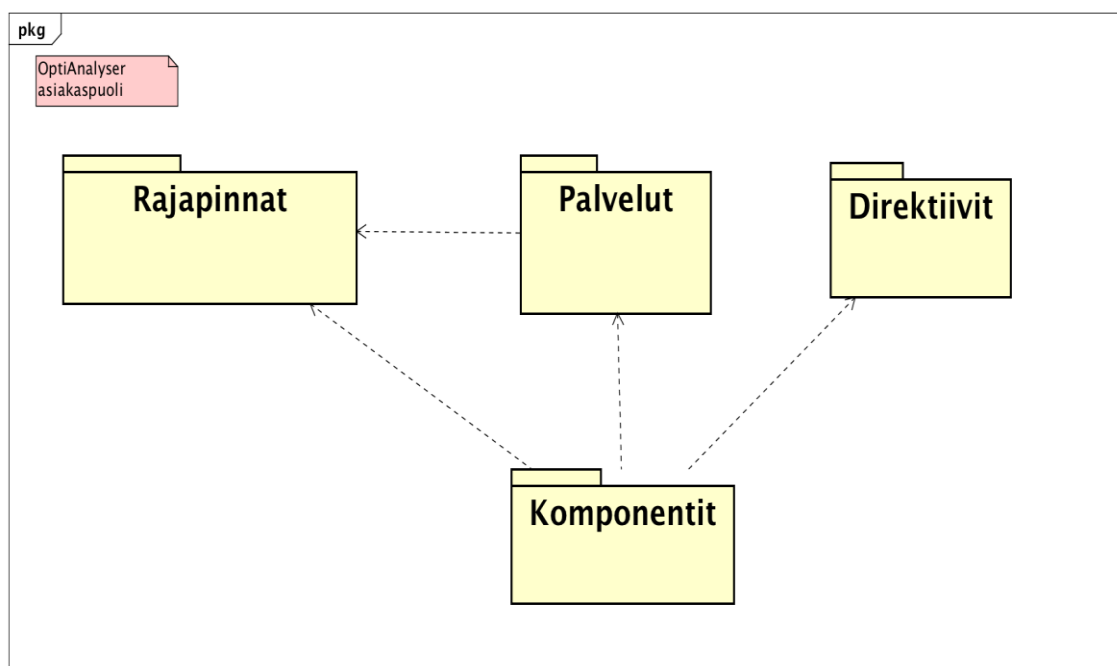 pkg
OptiAnalyser
asiakaspuoli
Rajapinnat
Palvelut
Direktiivit
Komponentit